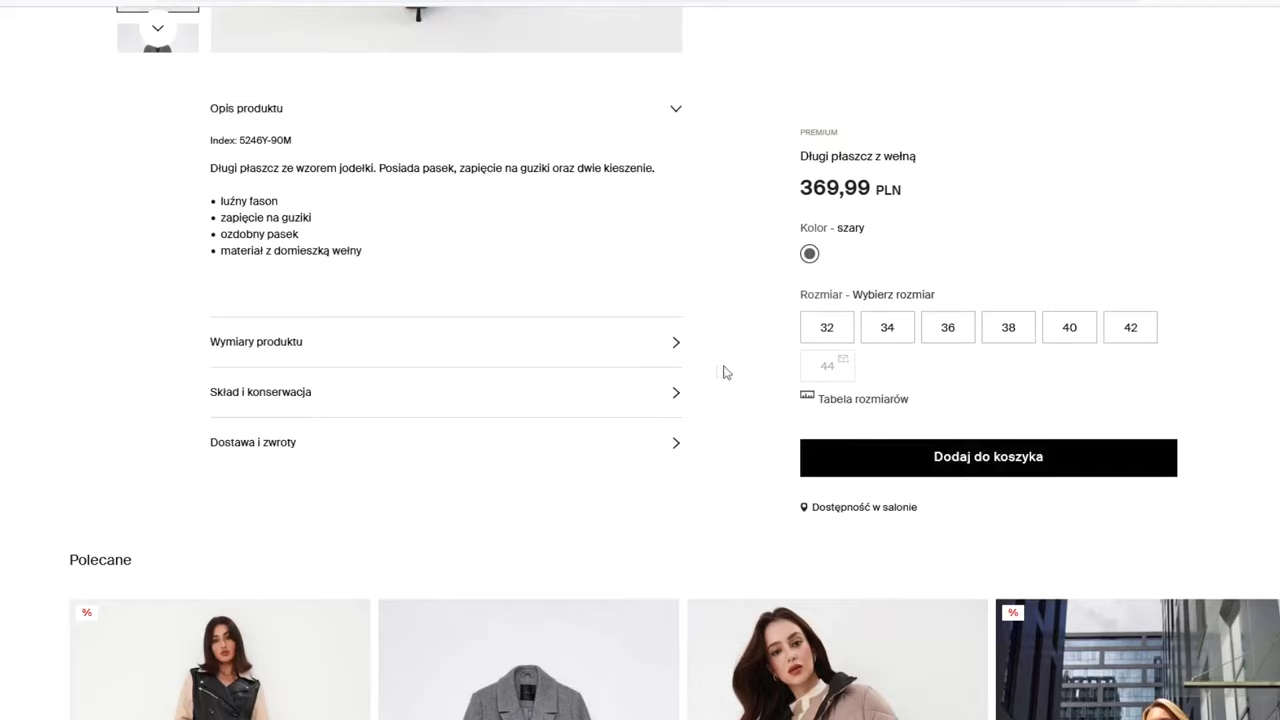 Opis produktu
Index: 5246Y-90M
Długi płaszcz ze wzorem jodełki. Posiada pasek, zapięcie na guziki oraz dwie kieszenie.
• luźny fason
• zapięcie na guziki
• ozdobny pasek
• materiał z domieszką wełny
Wymiary produktu
Skład i konserwacja
Dostawa i zwroty
PREMIUM
Długi płaszcz z wełną
369,99 PLN
Kolor - szary
Rozmiar - Wybierz rozmiar
32 34 36 38 40 42
44
Tabela rozmiarów
Dodaj do koszyka
Dostępność w salonie
Polecane
%
%